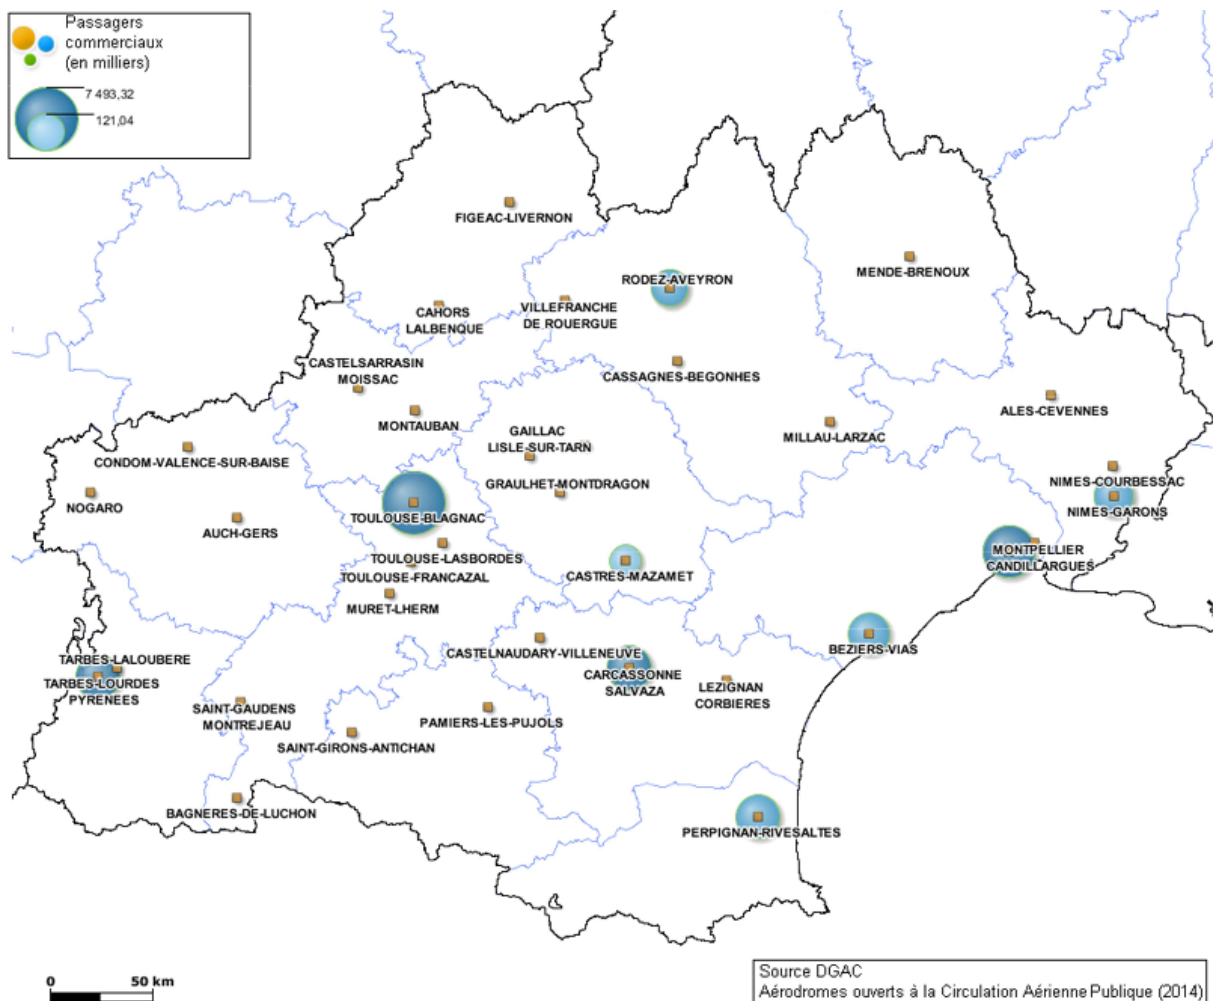 Passagers
commerciaux
(en milliers)
7 493,32
121,04
FIGEAC-LIVERNON
MENDE-BRENOUX
RODEZ-AVEYRON
CAHORS
LALBENQUE
VILLEFRANCHE
DE ROUERGUE
CASTELSARRASIN
MOISSAC
CASSAGNES-BEGONHES
ALES-CEVENNES
MONTAUBAN
GAILLAC
LISLE-SUR-TARN
MILLAU-LARZAC
CONDOM-VALENCE-SUR-BAISE
NOGARO
GRAULHET-MONTDRAGON
NIMES-COURBESSAC
NIMES-GARONS
TOULOUSE-BLAGNAC
AUCH-GERS
TOULOUSE-LASBORDES
TOULOUSE-FRANCAZAL
CASTRES-MAZAMET
MONTPELLIER
CANDILLARGUES
MURET-LHERM
BEZIERS-VIAS
CASTELNAUDARY-VILLENEUVE
TARBES-LALOUBERE
TARBES-LOURDES
PYRENEES
CARCASSONNE
SALVAZA
LEZIGNAN
CORBIERES
SAINT-GAUDENS
MONTREJEAU
PAMIERS-LES-PUJOLS
SAINT-GIRONS-ANTICHAN
BAGNERES-DE-LUCHON
PERPIGNAN-RIVESALTES
0 50 km
Source DGAC
Aérodromes ouverts à la Circulation Aérienne Publique (2014)